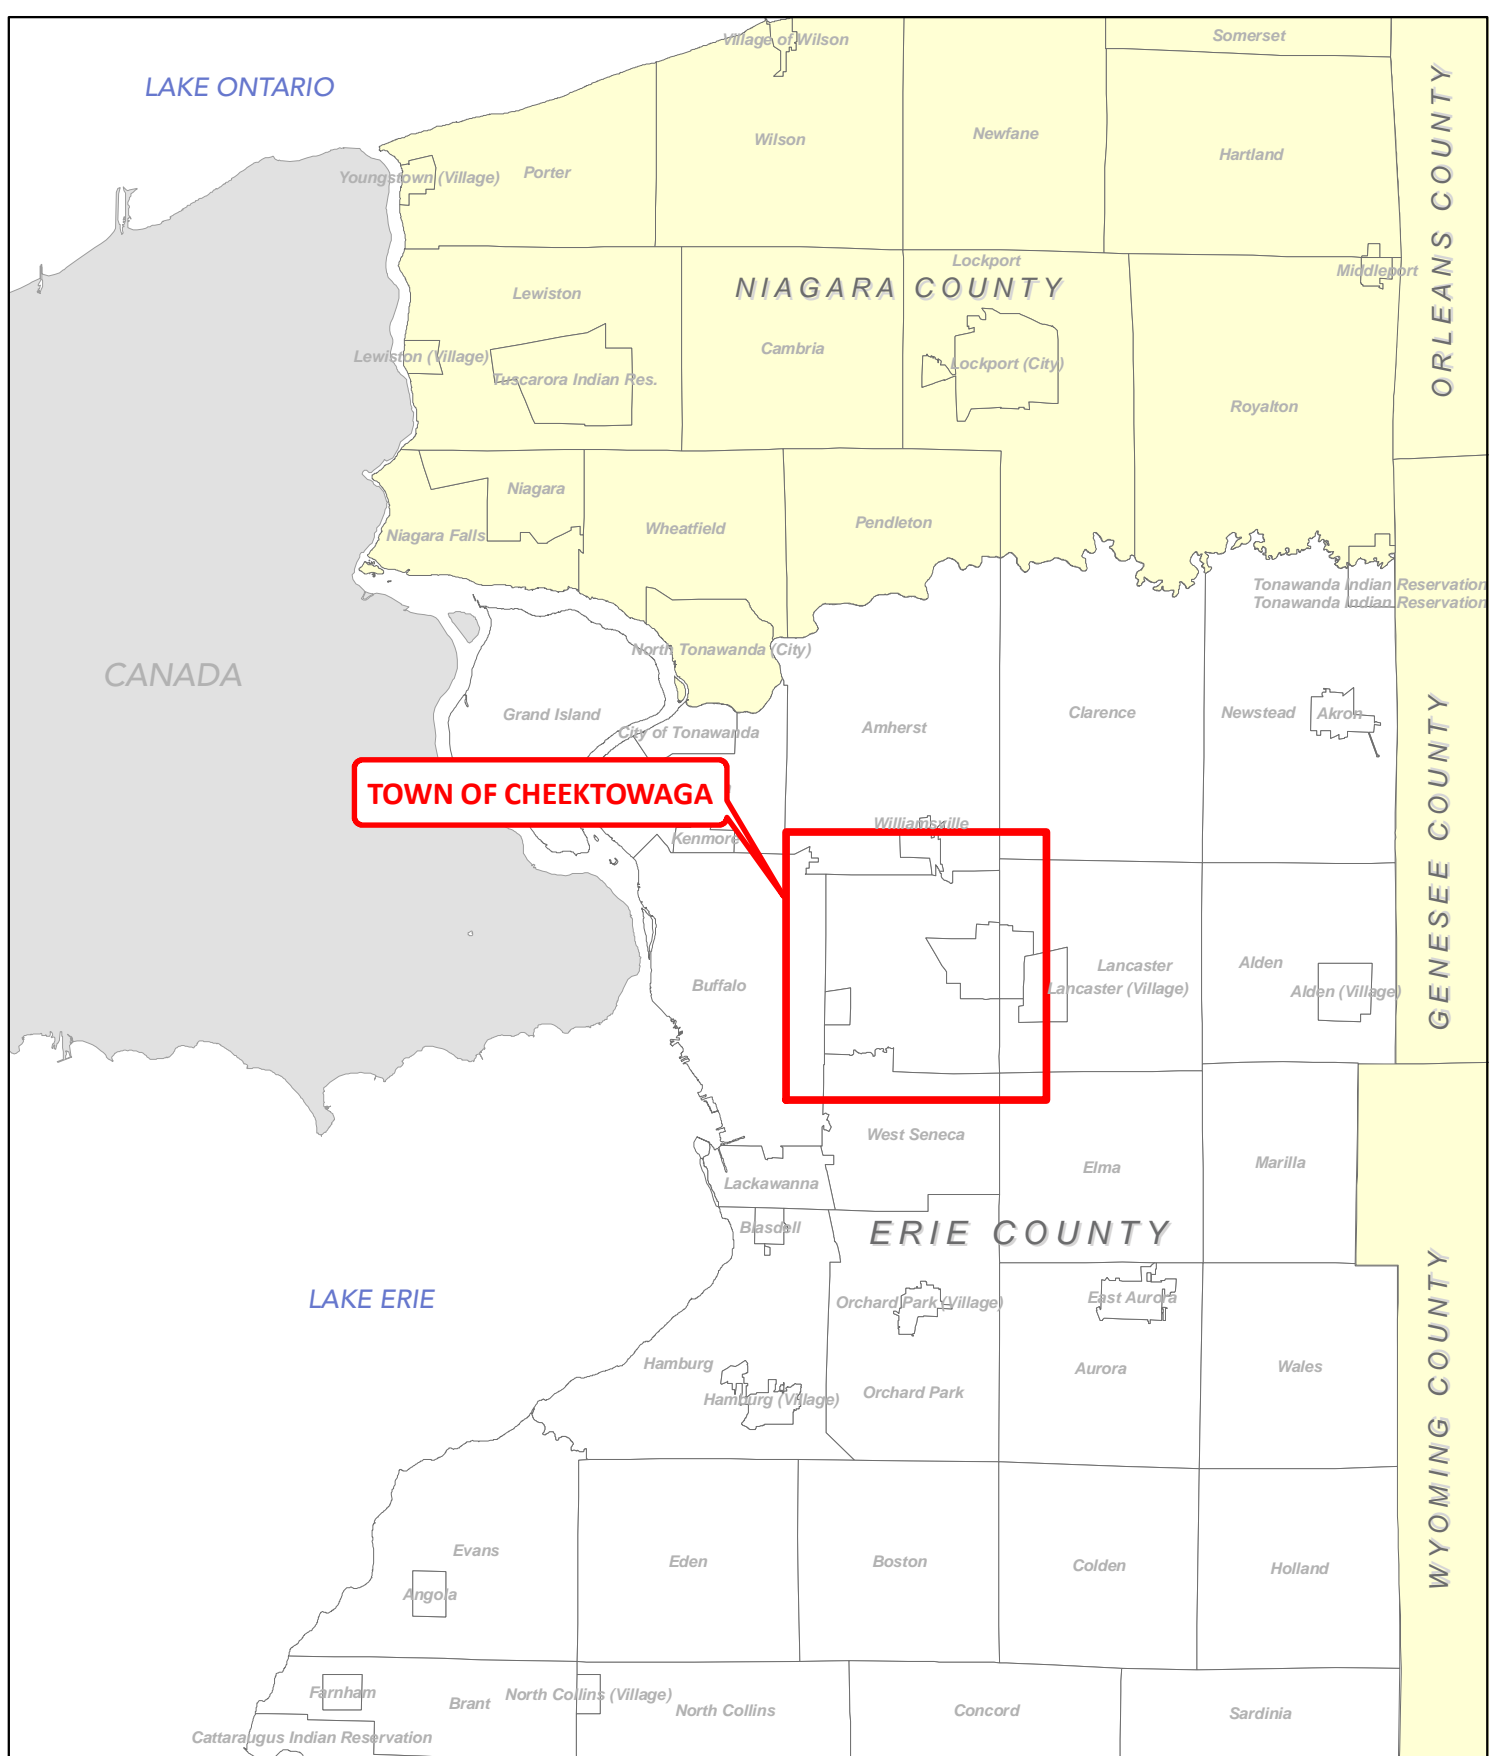 Village of Wilson
Somerset
LAKE ONTARIO
Wilson
Newfane
Hartland
Youngstown (Village)
Porter
ORLEANS COUNTY
Lockport
Middleport
Lewiston
NIAGARA COUNTY
Lewiston (Village)
Cambria
Lockport (City)
Tuscarora Indian Res.
Royalton
Niagara
Niagara Falls
Wheatfield
Pendleton
Tonawanda Indian Reservation
Tonawanda Indian Reservation
North Tonawanda (City)
CANADA
Grand Island
City of Tonawanda
Amherst
Clarence
Newstead
Akron
TOWN OF CHEEKTOWAGA
Williamsville
Kenmore
GENESEE COUNTY
Buffalo
Lancaster
Lancaster (Village)
Alden
Alden (Village)
West Seneca
Elma
Marilla
Lackawanna
Blasdell
ERIE COUNTY
LAKE ERIE
Orchard Park (Village)
East Aurora
Hamburg
Hamburg (Village)
Orchard Park
Aurora
Wales
WYOMING COUNTY
Evans
Angola
Eden
Boston
Colden
Holland
Farnham
Brant
North Collins (Village)
North Collins
Concord
Sardinia
Cattaraugus Indian Reservation